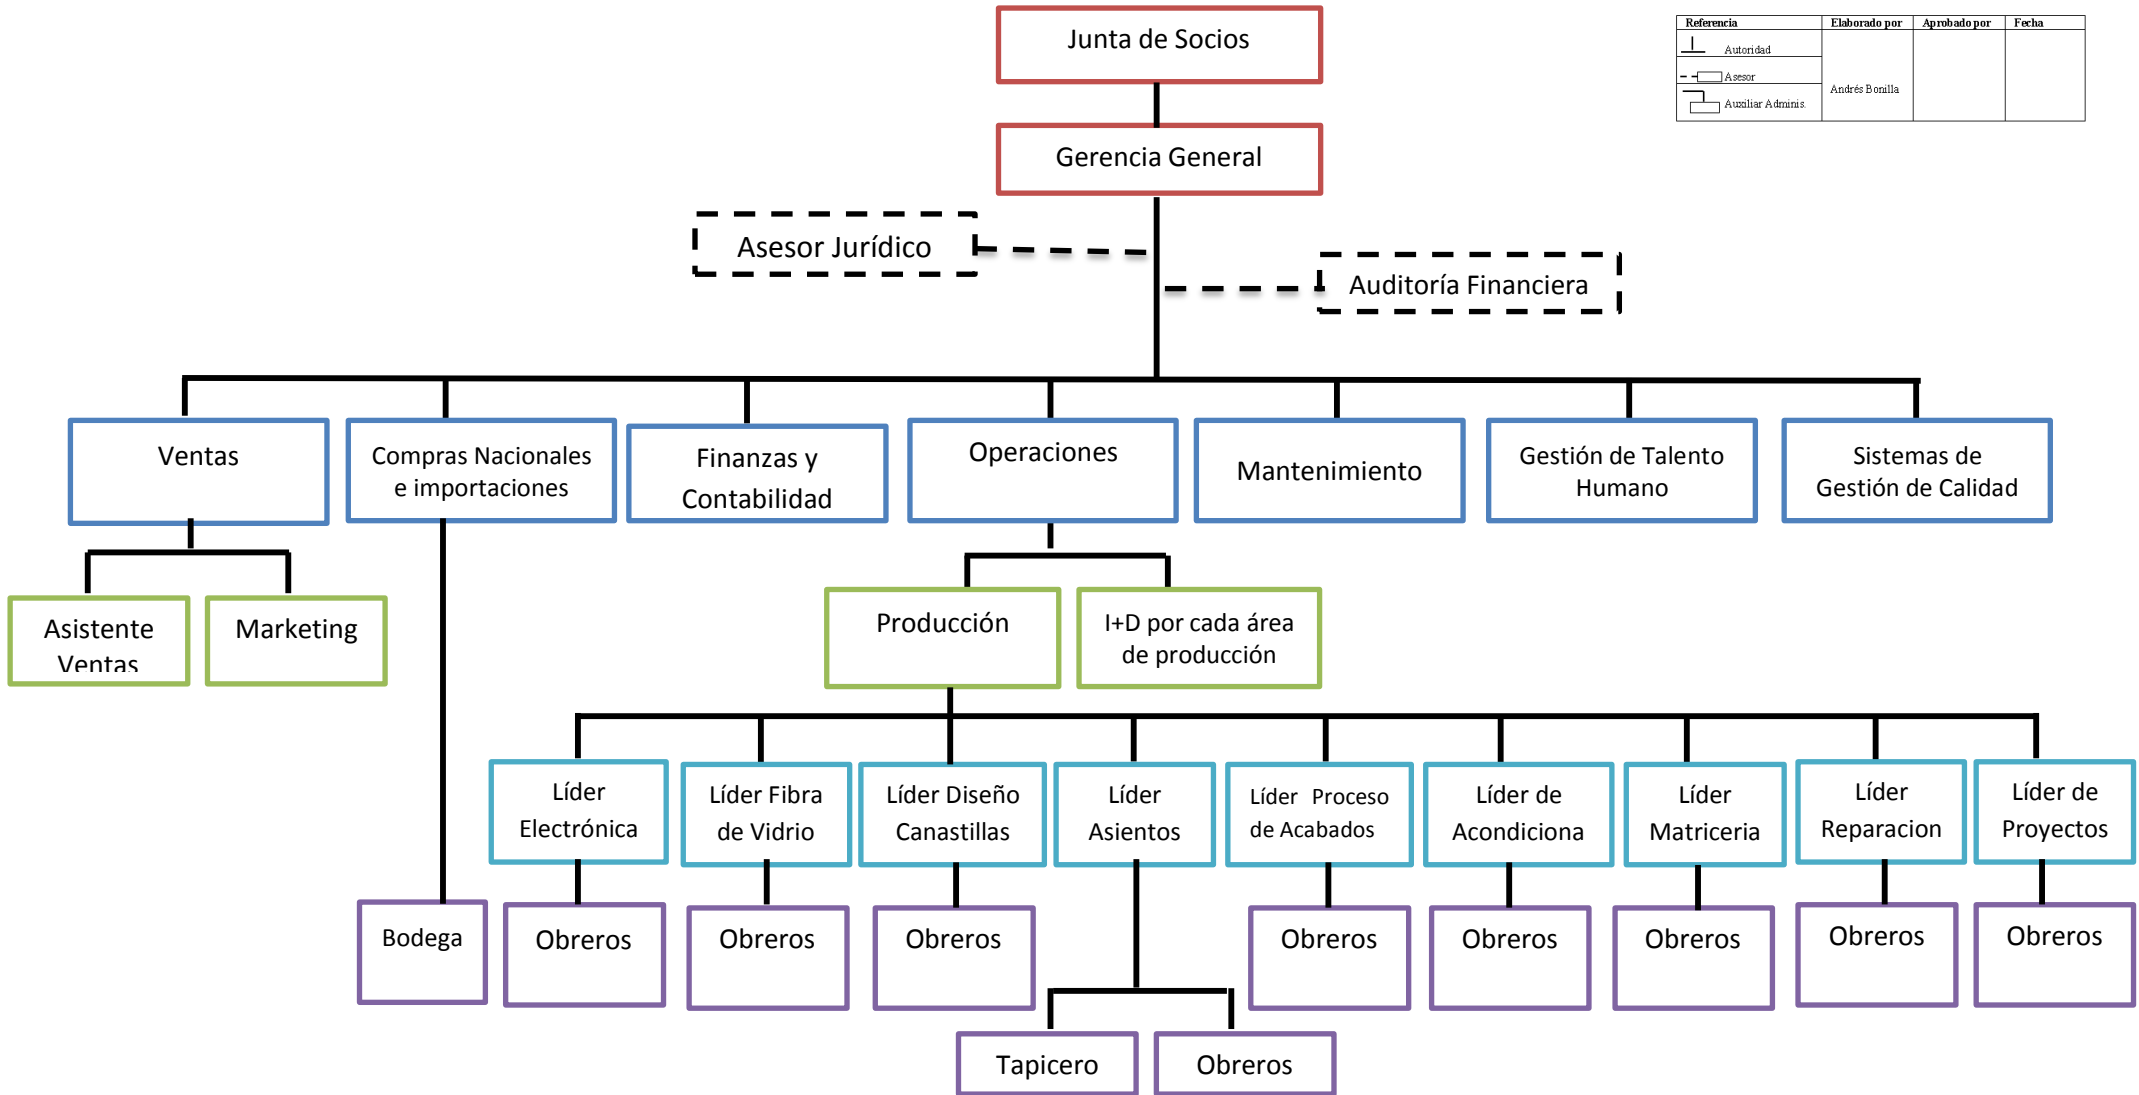 Junta de Socios
Referencia
Elaborado por
Aprobado por
Fecha
Autoridad
Asesor
Auxiliar Adminis.
Andrés Bonilla
Gerencia General
Asesor Jurídico
Auditoría Financiera
Ventas
Compras Nacionales
e importaciones
Finanzas y
Contabilidad
Operaciones
Mantenimiento
Gestión de Talento
Humano
Sistemas de
Gestión de Calidad
Asistente
Ventas
Marketing
Producción
I+D por cada área
de producción
Líder
Electrónica
Líder Fibra
de Vidrio
Líder Diseño
Canastillas
Líder
Asientos
Líder Proceso
de Acabados
Líder de
Acondiciona
Líder
Matriceria
Líder
Reparacion
Líder de
Proyectos
Bodega
Obreros
Obreros
Obreros
Obreros
Obreros
Obreros
Obreros
Obreros
Tapicero
Obreros